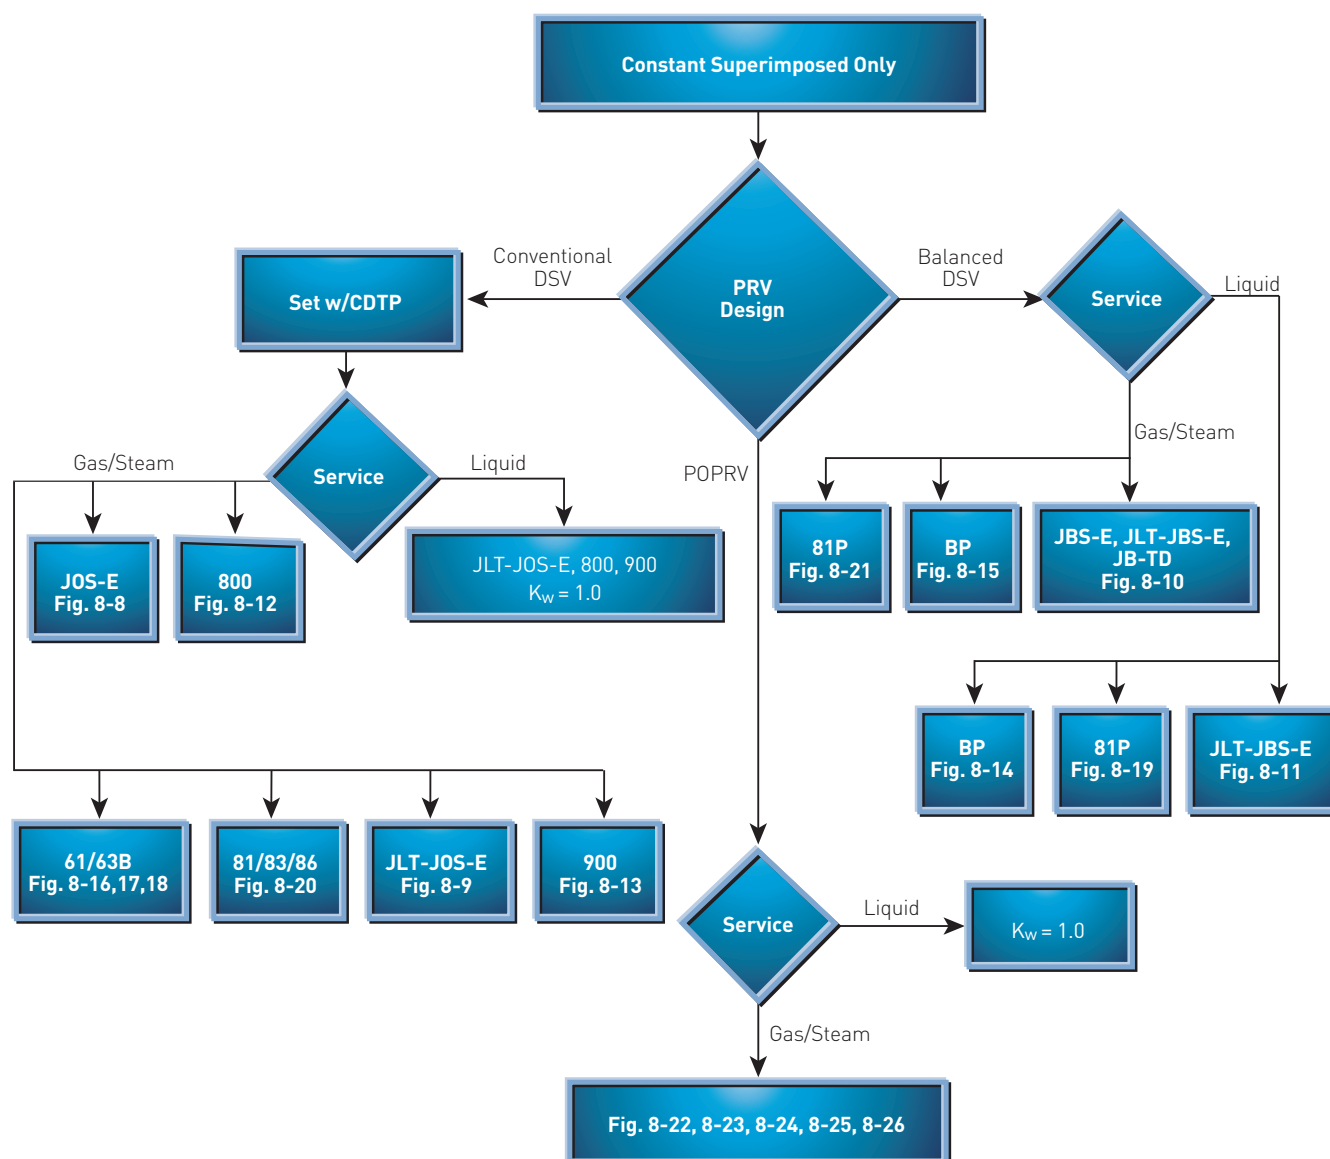 Constant Superimposed Only
PRV
Design
Conventional
DSV
Set w/CDTP
Balanced
DSV
Service
Liquid
Gas/Steam
81P
Fig. 8-21
BP
Fig. 8-15
JBS-E, JLT-JBS-E,
JB-TD
Fig. 8-10
BP
Fig. 8-14
81P
Fig. 8-19
JLT-JBS-E
Fig. 8-11
Gas/Steam
Service
Liquid
JOS-E
Fig. 8-8
800
Fig. 8-12
JLT-JOS-E, 800, 900
Kw = 1.0
61/63B
Fig. 8-16,17,18
81/83/86
Fig. 8-20
JLT-JOS-E
Fig. 8-9
900
Fig. 8-13
POPRV
Service
Liquid
Kw = 1.0
Gas/Steam
Fig. 8-22, 8-23, 8-24, 8-25, 8-26